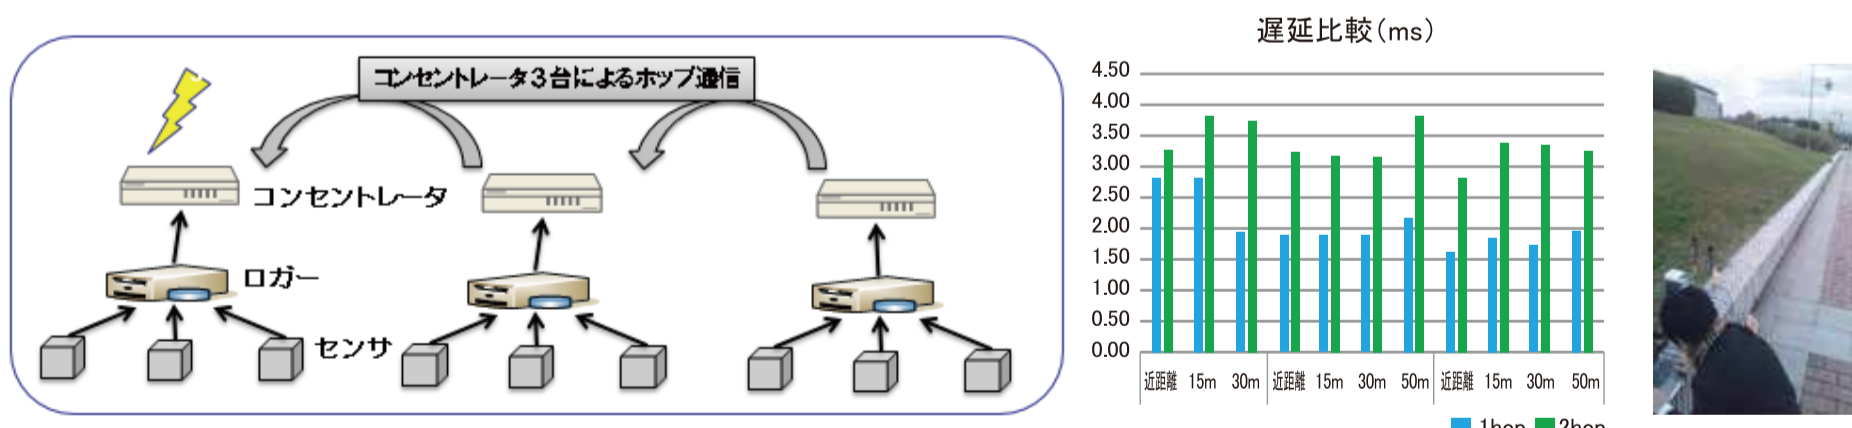 コンセントレータ3台によるホップ通信
コンセントレータ
ロガー
センサ
遅延比較(ms)
4.50
4.00
3.50
3.00
2.50
2.00
1.50
1.00
0.50
0.00
近距離 15m 30m 近距離 15m 30m 50m 近距離 15m 30m 50m
1hop 2hop